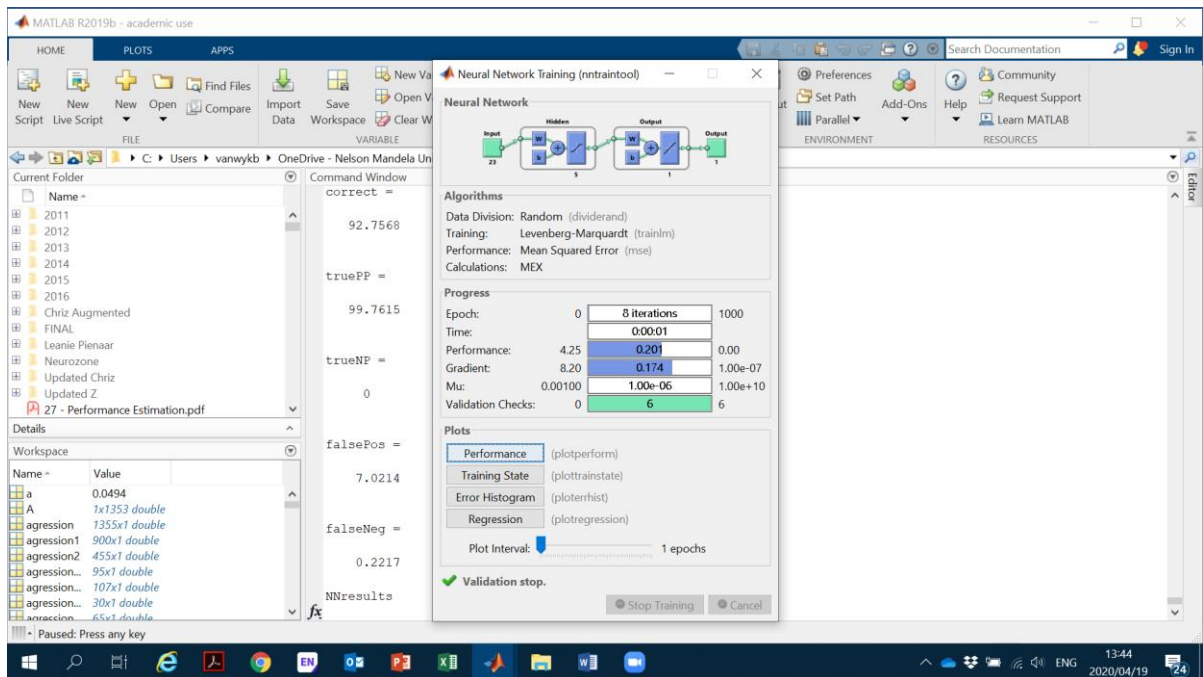 MATLAB R2019b - academic use
HOME PLOTS APPS
Search Documentation
Sign In
New Script
New Live Script
New
Open
Find Files
Compare
Import Data
Save Workspace
New Va
Open V
Clear W
FILE
VARIABLE
Preferences
Set Path
Parallel
Add-Ons
Help
Community
Request Support
Learn MATLAB
ENVIRONMENT
RESOURCES
C: Users vanwykb OneDrive - Nelson Mandela Un
Current Folder
Name
2011
2012
2013
2014
2015
2016
Chriz Augmented
FINAL
Leanie Pienaar
Neurozone
Updated Chriz
Updated Z
27 - Performance Estimation.pdf
Details
Workspace
Name Value
a 0.0494
A 1x1353 double
agression 1355x1 double
agression1 900x1 double
agression2 455x1 double
agression... 95x1 double
agression... 107x1 double
agression... 30x1 double
agression 65x1 double
Command Window
correct =
92.7568
truePP =
99.7615
trueNP =
0
falsePos =
7.0214
falseNeg =
0.2217
NNresults
fx
Editor
Neural Network Training (nntraintool)
Neural Network
Hidden Output
Input Output
W W
b b
23 5 1 1
Algorithms
Data Division: Random (dividerand)
Training: Levenberg-Marquardt (trainlm)
Performance: Mean Squared Error (mse)
Calculations: MEX
Progress
Epoch: 0 8 iterations 1000
Time: 0:00:01
Performance: 4.25 0.201 0.00
Gradient: 8.20 0.174 1.00e-07
Mu: 0.00100 1.00e-06 1.00e+10
Validation Checks: 0 6 6
Plots
Performance (plotperform)
Training State (plottrainstate)
Error Histogram (ploterrhist)
Regression (plotregression)
Plot Interval: 1 epochs
Validation stop.
Stop Training Cancel
Paused: Press any key
EN
ENG
13:44
2020/04/19
24